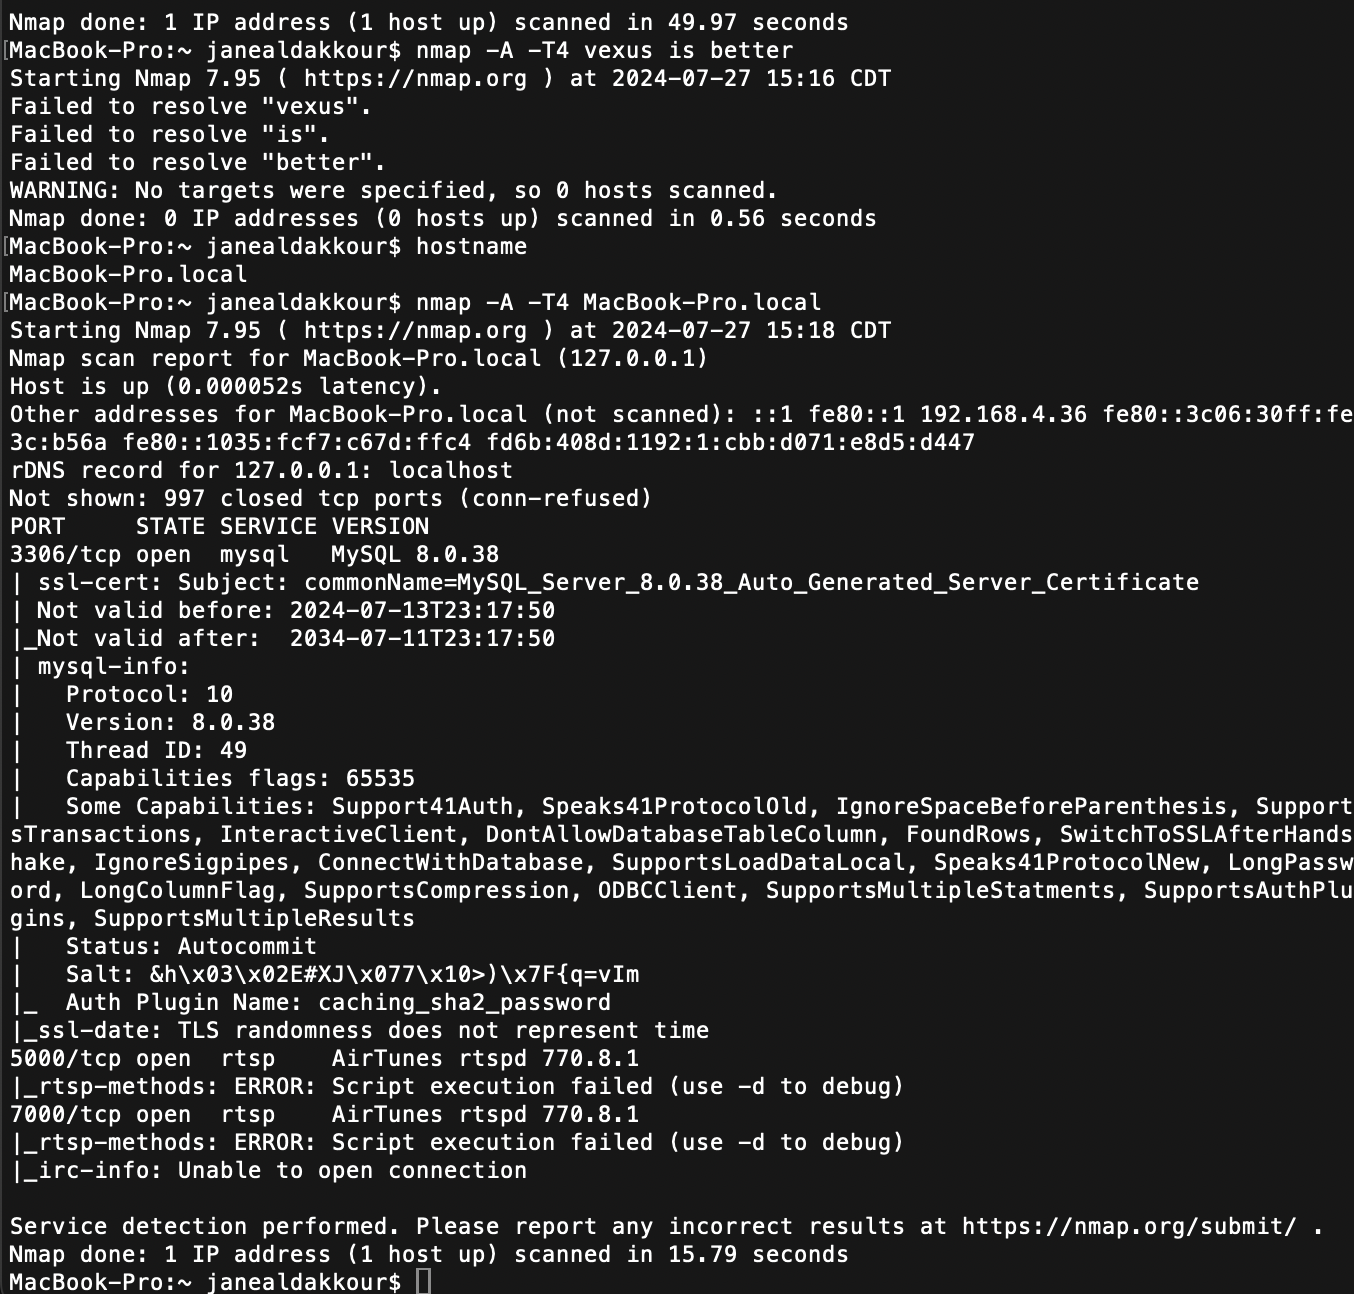 Nmap done: 1 IP address (1 host up) scanned in 49.97 seconds
[MacBook-Pro:~ janealdakkour$ nmap -A -T4 vexus is better
Starting Nmap 7.95 ( https://nmap.org ) at 2024-07-27 15:16 CDT
Failed to resolve "vexus".
Failed to resolve "is".
Failed to resolve "better".
WARNING: No targets were specified, so 0 hosts scanned.
Nmap done: 0 IP addresses (0 hosts up) scanned in 0.56 seconds
[MacBook-Pro:~ janealdakkour$ hostname
MacBook-Pro.local
[MacBook-Pro:~ janealdakkour$ nmap -A -T4 MacBook-Pro.local
Starting Nmap 7.95 ( https://nmap.org ) at 2024-07-27 15:18 CDT
Nmap scan report for MacBook-Pro.local (127.0.0.1)
Host is up (0.000052s latency).
Other addresses for MacBook-Pro.local (not scanned): ::1 fe80::1 192.168.4.36 fe80::3c06:30ff:fe
3c:b56a fe80::1035:fcf7:c67d:ffc4 fd6b:408d:1192:1:cbb:d071:e8d5:d447
rDNS record for 127.0.0.1: localhost
Not shown: 997 closed tcp ports (conn-refused)
PORT     STATE SERVICE VERSION
3306/tcp open  mysql   MySQL 8.0.38
| ssl-cert: Subject: commonName=MySQL_Server_8.0.38_Auto_Generated_Server_Certificate
| Not valid before: 2024-07-13T23:17:50
|_Not valid after:  2034-07-11T23:17:50
| mysql-info:
|   Protocol: 10
|   Version: 8.0.38
|   Thread ID: 49
|   Capabilities flags: 65535
|   Some Capabilities: Support41Auth, Speaks41ProtocolOld, IgnoreSpaceBeforeParenthesis, Support
sTransactions, InteractiveClient, DontAllowDatabaseTableColumn, FoundRows, SwitchToSSLAfterHands
hake, IgnoreSigpipes, ConnectWithDatabase, SupportsLoadDataLocal, Speaks41ProtocolNew, LongPassw
ord, LongColumnFlag, SupportsCompression, ODBCClient, SupportsMultipleStatments, SupportsAuthPlu
gins, SupportsMultipleResults
|   Status: Autocommit
|   Salt: &h\x03\x02E#XJ\x077\x10>)\x7F{q=vIm
|_  Auth Plugin Name: caching_sha2_password
|_ssl-date: TLS randomness does not represent time
5000/tcp open  rtsp    AirTunes rtspd 770.8.1
|_rtsp-methods: ERROR: Script execution failed (use -d to debug)
7000/tcp open  rtsp    AirTunes rtspd 770.8.1
|_rtsp-methods: ERROR: Script execution failed (use -d to debug)
|_irc-info: Unable to open connection
Service detection performed. Please report any incorrect results at https://nmap.org/submit/ .
Nmap done: 1 IP address (1 host up) scanned in 15.79 seconds
MacBook-Pro:~ janealdakkour$